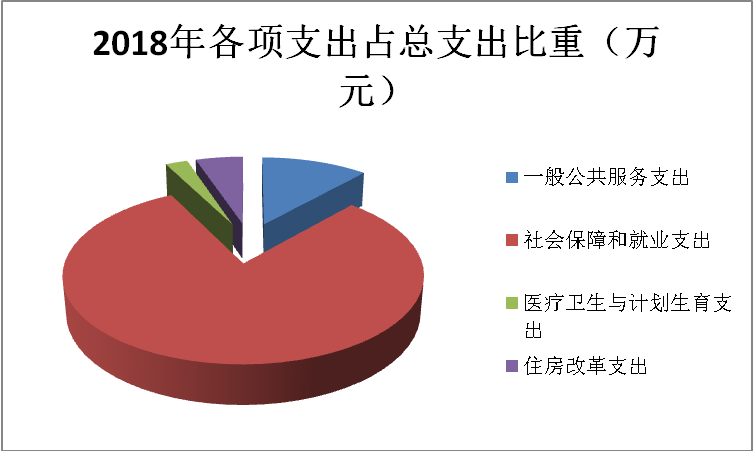 2018年各项支出占总支出比重（万
元）
一般公共服务支出
社会保障和就业支出
医疗卫生与计划生育支
出
住房改革支出